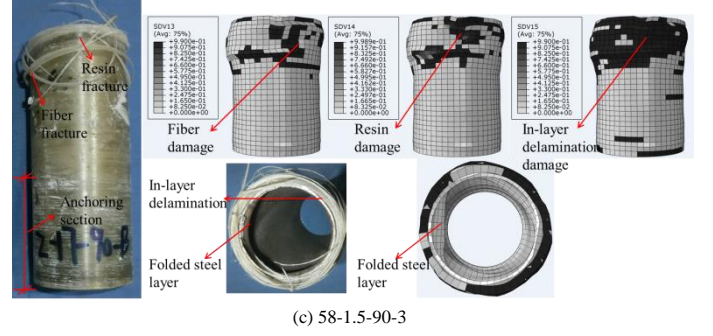 Resin
fracture
Fiber
fracture
Anchoring
section
2-17-90-B
SDV13
(Avg: 75%)
+9.900e-01
+9.075e-01
+8.250e-01
+7.425e-01
+6.600e-01
+5.775e-01
+4.950e-01
+4.125e-01
+3.300e-01
+2.475e-01
+1.650e-01
+8.250e-02
+0.000e+00
Fiber
damage
SDV14
(Avg: 75%)
+9.989e-01
+9.157e-01
+8.325e-01
+7.492e-01
+6.660e-01
+5.827e-01
+4.995e-01
+4.162e-01
+3.330e-01
+2.497e-01
+1.665e-01
+8.325e-02
+0.000e+00
Resin
damage
SDV15
(Avg: 75%)
+9.900e-01
+9.075e-01
+8.250e-01
+7.425e-01
+6.600e-01
+5.775e-01
+4.950e-01
+4.125e-01
+3.300e-01
+2.475e-01
+1.650e-01
+8.250e-02
+0.000e+00
In-layer
delamination
damage
In-layer
delamination
Folded steel
layer
Folded steel
layer
(c) 58-1.5-90-3